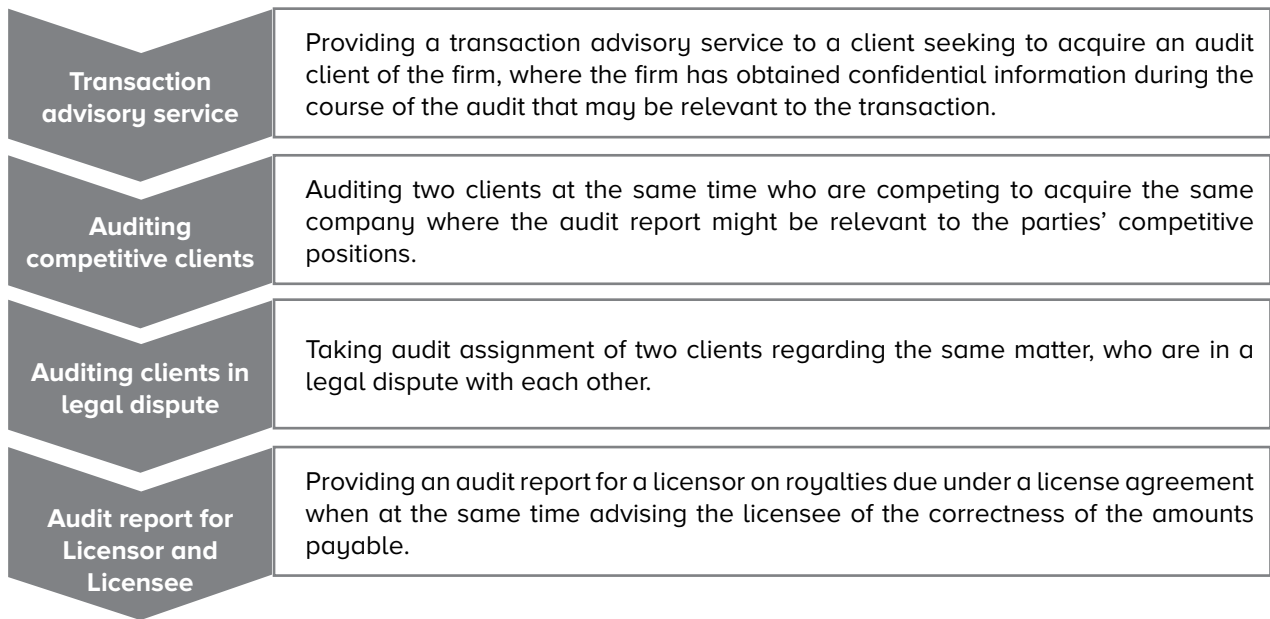 Transaction
advisory service
Providing a transaction advisory service to a client seeking to acquire an audit
client of the firm, where the firm has obtained confidential information during the
course of the audit that may be relevant to the transaction.
Auditing
competitive clients
Auditing two clients at the same time who are competing to acquire the same
company where the audit report might be relevant to the parties’ competitive
positions.
Auditing clients in
legal dispute
Taking audit assignment of two clients regarding the same matter, who are in a
legal dispute with each other.
Audit report for
Licensor and
Licensee
Providing an audit report for a licensor on royalties due under a license agreement
when at the same time advising the licensee of the correctness of the amounts
payable.